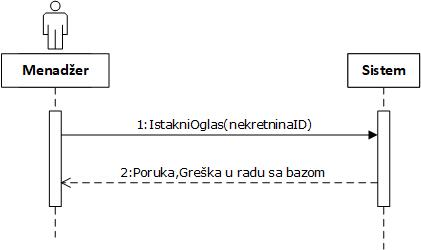 Menadžer
Sistem
1:IstakniOglas(nekretninaID)
2:Poruka,Greška u radu sa bazom